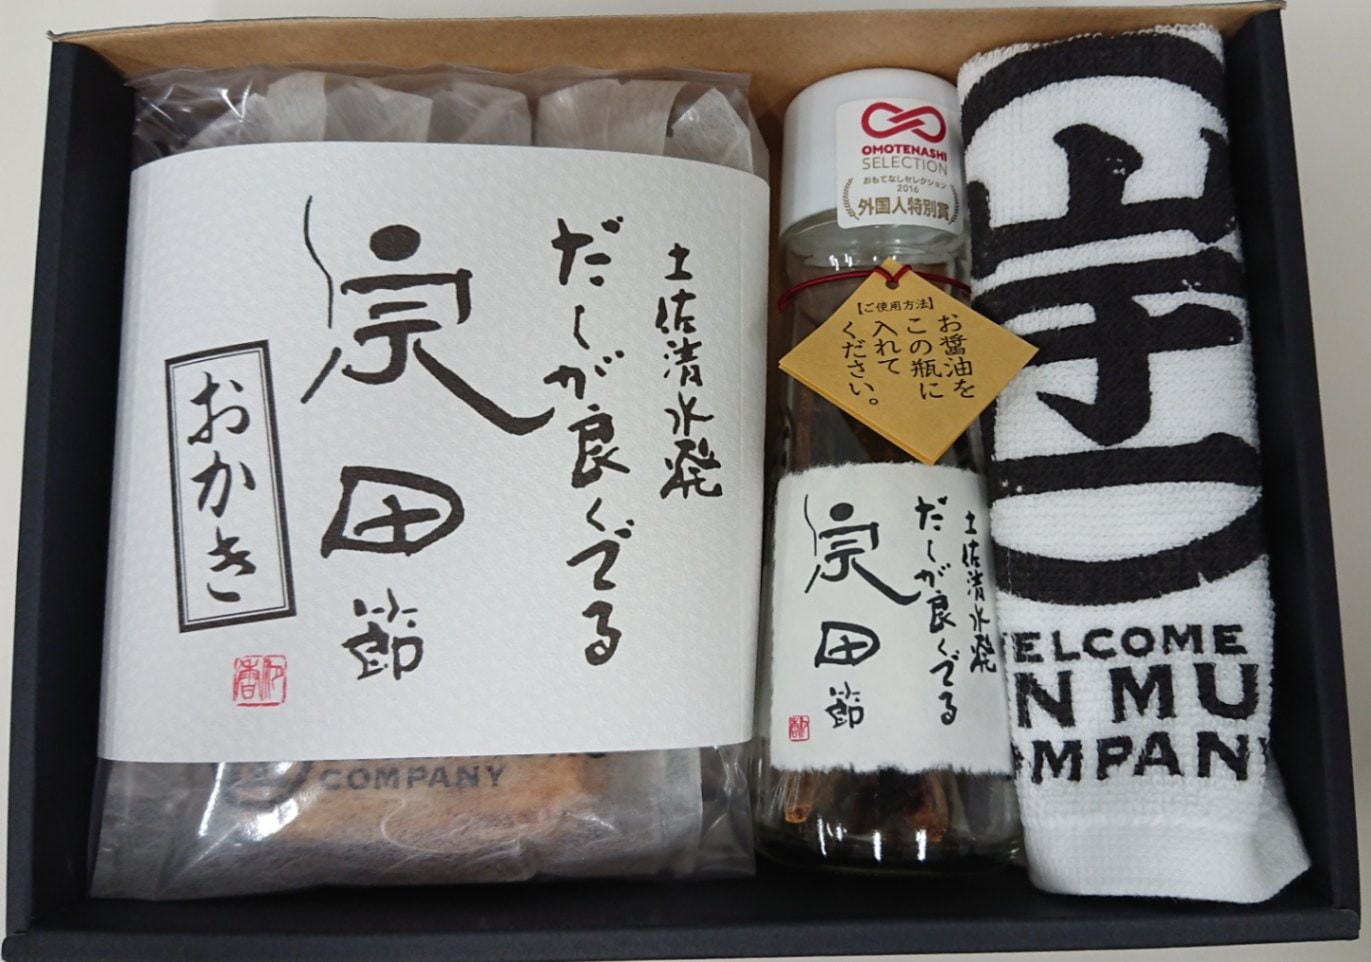 土佐清水発
だしが良くでる
宗田節
おかき
COMPANY
OMOTENASHI
SELECTION
おもてなしセレクション
2016
外国人特別賞
【ご使用方法】
お醤油を
この瓶に
入れて
ください。
土佐清水発
だしが良くでる
宗田節
ELCOME
N MU
MPAN